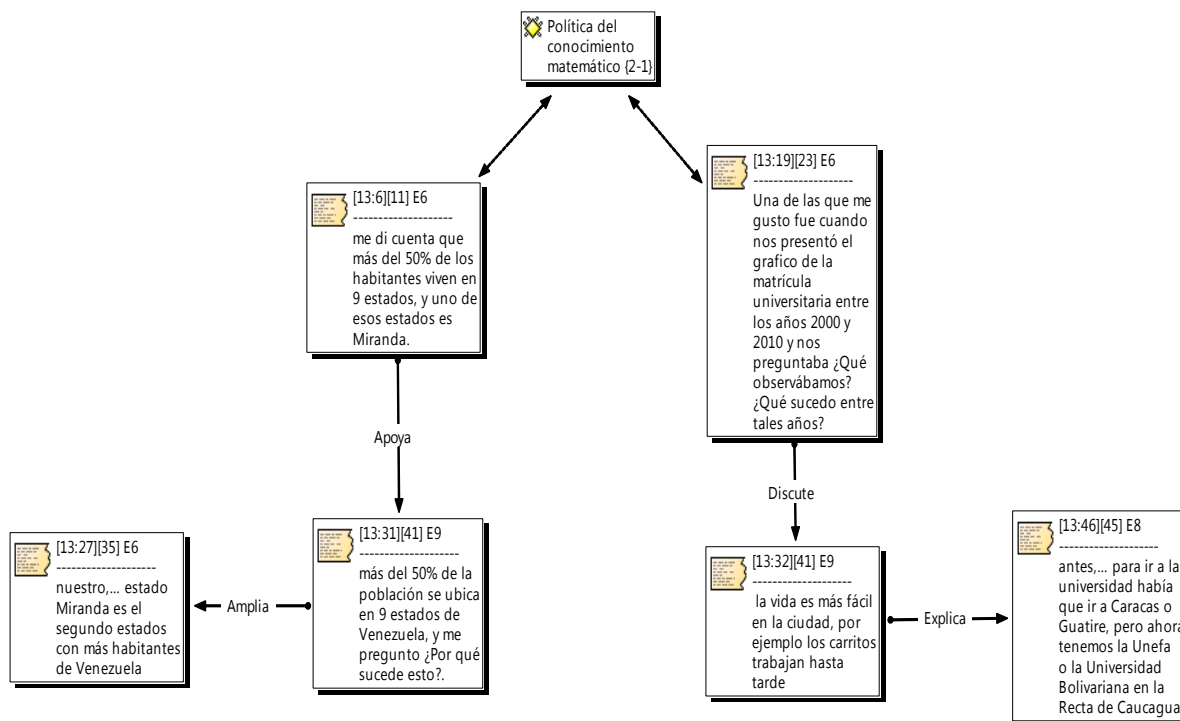 Política del
conocimiento
matemático {2-1}
[13:6][11] E6
--------------------
me di cuenta que
más del 50% de los
habitantes viven en
9 estados, y uno de
esos estados es
Miranda.
[13:19][23] E6
--------------------
Una de las que me
gusto fue cuando
nos presentó el
grafico de la
matrícula
universitaria entre
los años 2000 y
2010 y nos
preguntaba ¿Qué
observábamos?
¿Qué sucedo entre
tales años?
Apoya
Discute
[13:27][35] E6
--------------------
nuestro,... estado
Miranda es el
segundo estados
con más habitantes
de Venezuela
Amplia
[13:31][41] E9
--------------------
más del 50% de la
población se ubica
en 9 estados de
Venezuela, y me
pregunto ¿Por qué
sucede esto?.
[13:32][41] E9
--------------------
la vida es más fácil
en la ciudad, por
ejemplo los carritos
trabajan hasta
tarde
Explica
[13:46][45] E8
--------------------
antes,... para ir a la
universidad había
que ir a Caracas o
Guatire, pero ahora
tenemos la Unefa
o la Universidad
Bolivariana en la
Recta de Caucagua